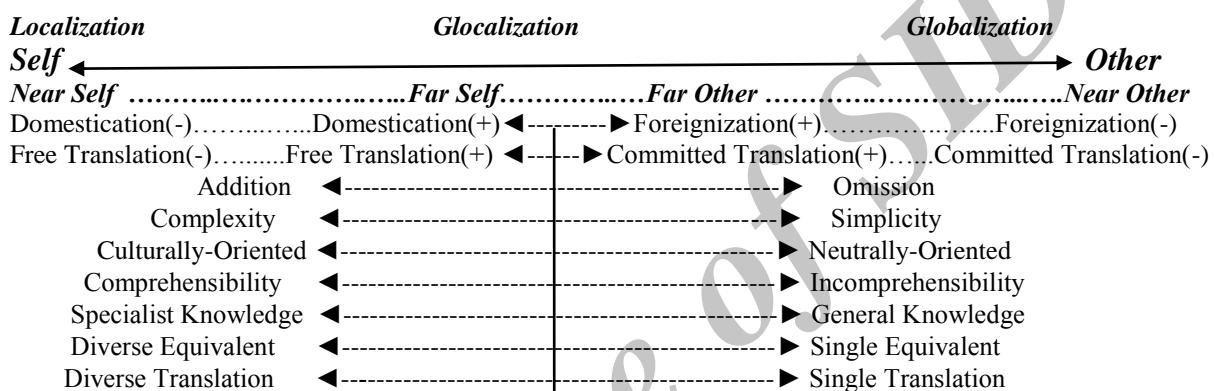 Localization Glocalization Globalization
Self ◄► Other
Near Self ………..….……………….…...Far Self…………..….Far Other …………..……………………...…..Near Other
Domestication(-)……...…...Domestication(+) ◄----------► Foreignization(+)………………......Foreignization(-)
Free Translation(-)…......Free Translation(+) ◄-------► Committed Translation(+)…...Committed Translation(-)
Addition ◄--------------------------------------------► Omission
Complexity ◄--------------------------------------------► Simplicity
Culturally-Oriented ◄--------------------------------------------► Neutrally-Oriented
Comprehensibility ◄--------------------------------------------► Incomprehensibility
Specialist Knowledge ◄--------------------------------------------► General Knowledge
Diverse Equivalent ◄--------------------------------------------► Single Equivalent
Diverse Translation ◄--------------------------------------------► Single Translation
of SID